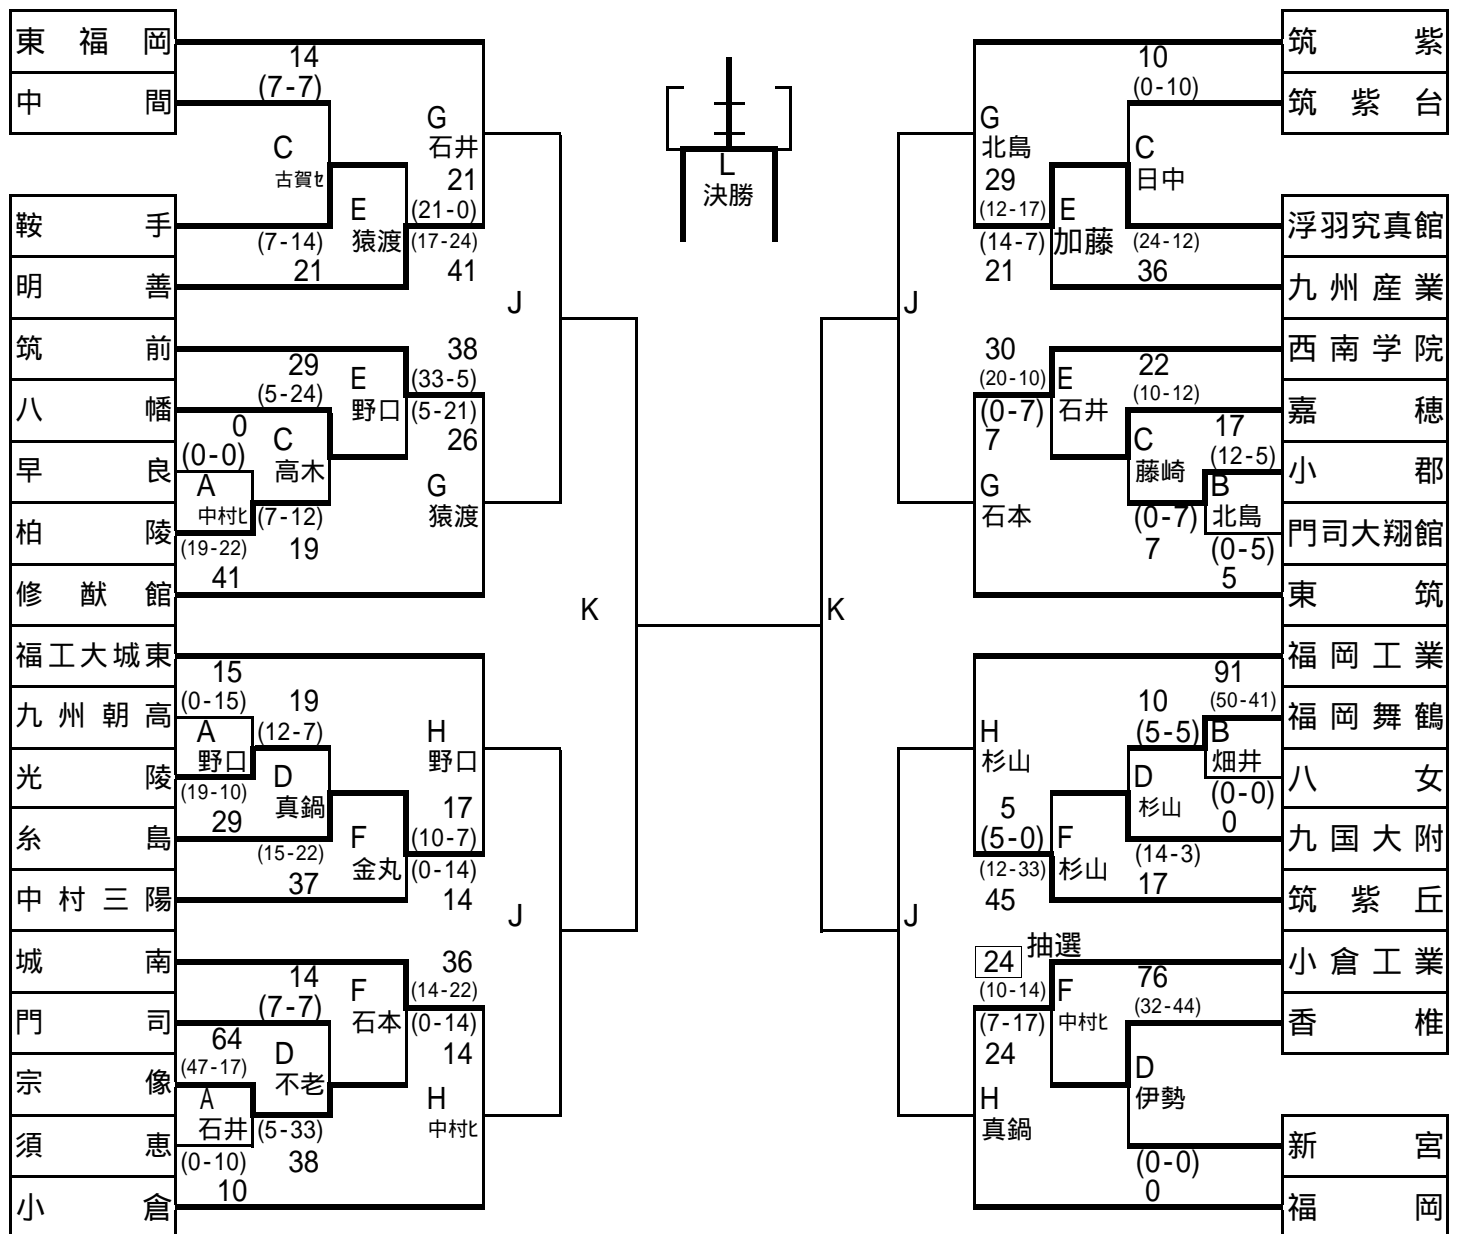 東福岡
14
(7-7)
中間
C
古賀ｾ
G
石井
21
(21-0)
E
猿渡
(17-24)
41
鞍手
(7-14)
21
明善
J
筑前
29
(5-24)
38
(33-5)
E
野口
(5-21)
26
八幡
0
(0-0)
C
高木
早良
A
中村ﾋ
(7-12)
19
G
猿渡
柏陵
(19-22)
41
修猷館
K
福工大城東
15
(0-15)
19
(12-7)
九州朝高
A
野口
H
野口
光陵
(19-10)
29
D
真鍋
17
(10-7)
糸島
(15-22)
37
F
金丸
(0-14)
14
中村三陽
J
城南
14
(7-7)
36
(14-22)
F
石本
(0-14)
14
門司
64
(47-17)
D
不老
宗像
A
石井
(5-33)
38
H
中村ﾋ
須恵
(0-10)
10
小倉
L
決勝
筑紫
10
(0-10)
筑紫台
G
北島
29
(12-17)
C
日中
E
加藤
(14-7)
21
浮羽究真館
(24-12)
36
九州産業
J
西南学院
30
(20-10)
22
(10-12)
E
石井
(0-7)
7
嘉穂
17
(12-5)
C
藤崎
小郡
B
北島
G
石本
(0-7)
7
門司大翔館
(0-5)
5
東筑
K
福岡工業
91
(50-41)
10
(5-5)
福岡舞鶴
B
畑井
H
杉山
D
杉山
八女
(0-0)
0
5
(5-0)
F
杉山
(12-33)
45
九国大附
(14-3)
17
筑紫丘
J
抽選
24
(10-14)
小倉工業
76
(32-44)
F
中村ﾋ
(7-17)
24
香椎
D
伊勢
H
真鍋
新宮
(0-0)
0
福岡